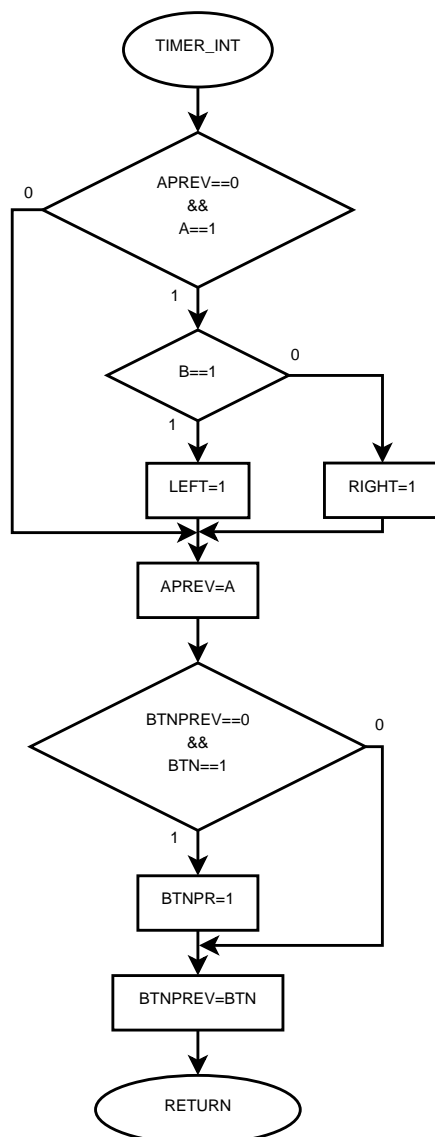 TIMER_INT
APREV==0
&&
A==1
0
1
B==1
0
1
LEFT=1
RIGHT=1
APREV=A
BTNPREV==0
&&
BTN==1
0
1
BTNPR=1
BTNPREV=BTN
RETURN